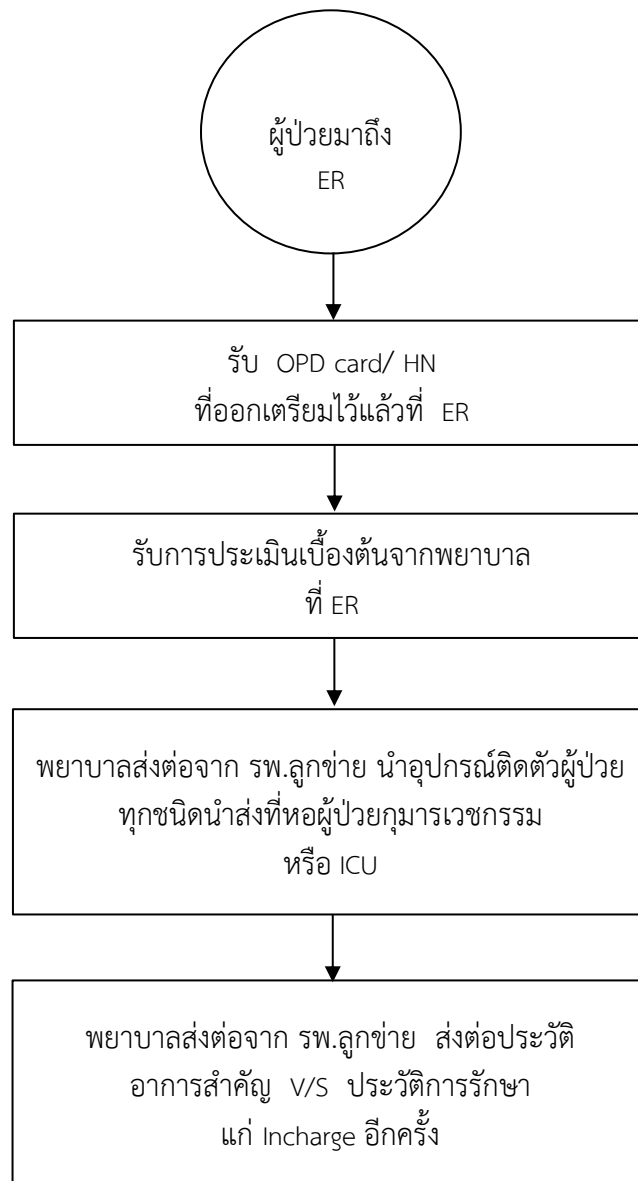 ผู้ป่วยมาถึง
ER
รับ OPD card/ HN
ที่ออกเตรียมไว้แล้วที่ ER
รับการประเมินเบื้องต้นจากพยาบาล
ที่ ER
พยาบาลส่งต่อจาก รพ.ลูกข่าย นำอุปกรณ์ติดตัวผู้ป่วย
ทุกชนิดนำส่งที่หอผู้ป่วยกุมารเวชกรรม
หรือ ICU
พยาบาลส่งต่อจาก รพ.ลูกข่าย ส่งต่อประวัติ
อาการสำคัญ V/S ประวัติการรักษา
แก่ Incharge อีกครั้ง